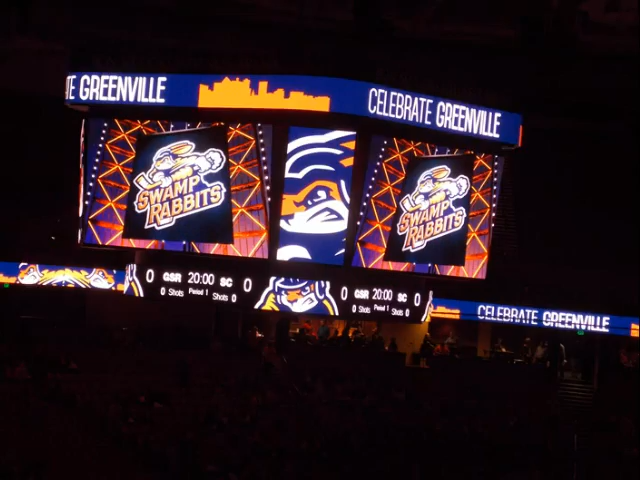 E GREENVILLE
CELEBRATE GREENVILLE
SWAMP
RABBITS
SWAMP
RABBITS
0 GSR 20:00 SC 0
0 Shots Period 1 Shots 0
0 GSR 20:00 SC 0
0 Shots Period 1 Shots 0
CELEBRATE GREENVILLE